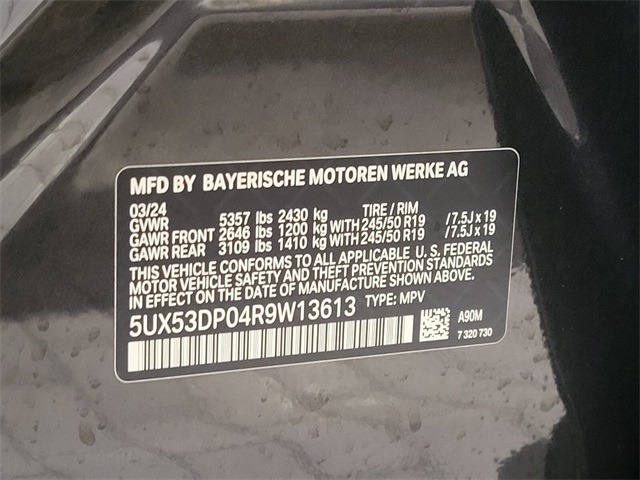 MFD BY BAYERISCHE MOTOREN WERKE AG
03/24 TIRE / RIM
GVWR 5357 lbs 2430 kg
GAWR FRONT 2646 lbs 1200 kg WITH 245/50 R19 /7.5J x 19
GAWR REAR 3109 lbs 1410 kg WITH 245/50 R19 /7.5J x 19
THIS VEHICLE CONFORMS TO ALL APPLICABLE U. S. FEDERAL
MOTOR VEHICLE SAFETY AND THEFT PREVENTION STANDARDS
IN EFFECT ON THE DATE OF MANUFACTURE SHOWN ABOVE.
5UX53DP04R9W13613 TYPE: MPV
A90M
7 320 730